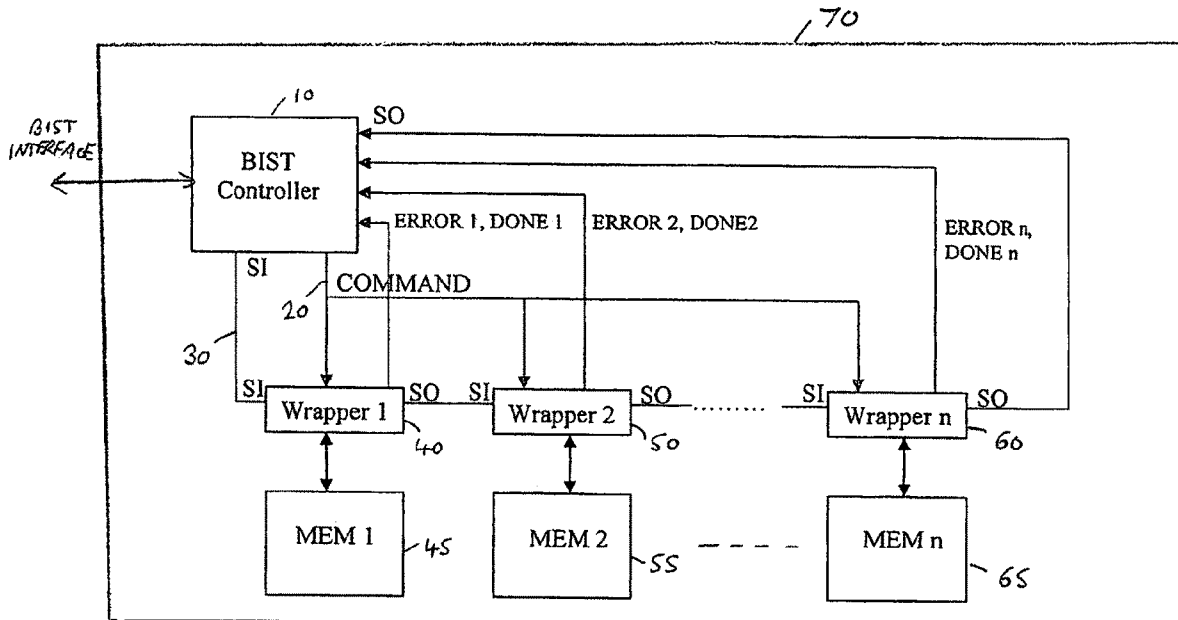 70
10
SO
BIST
INTERFACE
BIST
Controller
ERROR 1, DONE 1
ERROR 2, DONE2
ERROR n,
DONE n
SI
20
COMMAND
30
SI
Wrapper 1
SO
SI
Wrapper 2
SO
........
SI
Wrapper n
SO
40
50
60
MEM 1
45
MEM 2
55
MEM n
65